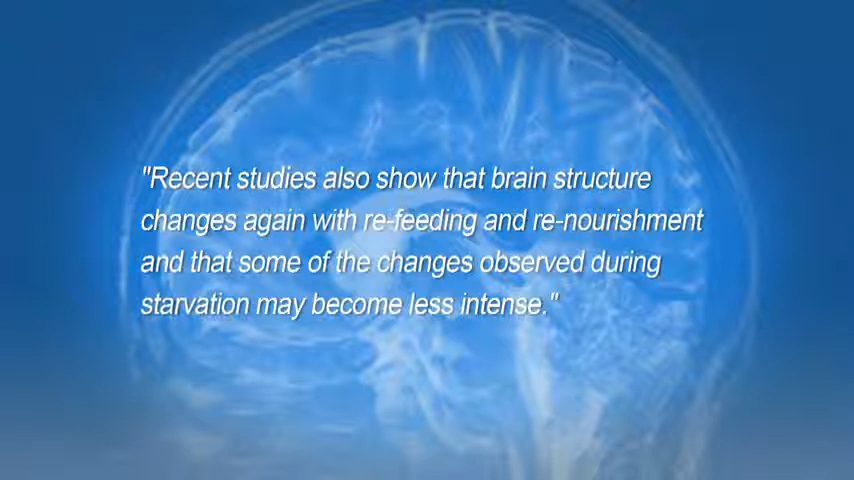 "Recent studies also show that brain structure
changes again with re-feeding and re-nourishment
and that some of the changes observed during
starvation may become less intense."